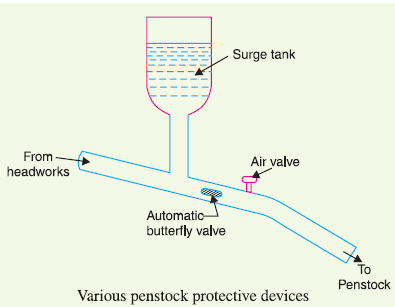 Surge tank
From
headworks
Air valve
Automatic
butterfly valve
To
Penstock
Various penstock protective devices